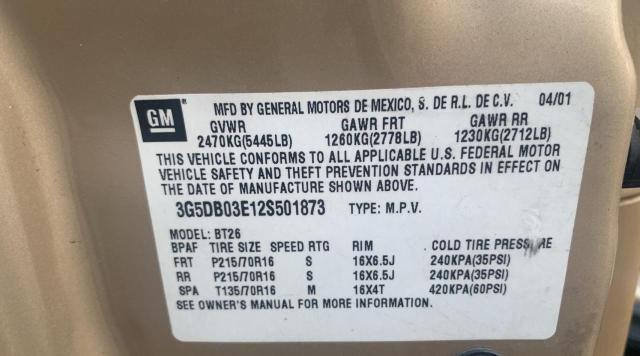 GM
MFD BY GENERAL MOTORS DE MEXICO, S. DE R.L. DE C.V. 04/01
GVWR GAWR FRT GAWR RR
2470KG(5445LB) 1260KG(2778LB) 1230KG(2712LB)
THIS VEHICLE CONFORMS TO ALL APPLICABLE U.S. FEDERAL MOTOR
VEHICLE SAFETY AND THEFT PREVENTION STANDARDS IN EFFECT ON
THE DATE OF MANUFACTURE SHOWN ABOVE.
3G5DB03E12S501873 TYPE: M.P.V.
MODEL: BT26
BPAF TIRE SIZE SPEED RTG RIM COLD TIRE PRESSURE
FRT P215/70R16 S 16X6.5J 240KPA(35PSI)
RR P215/70R16 S 16X6.5J 240KPA(35PSI)
SPA T135/70R16 M 16X4T 420KPA(60PSI)
SEE OWNER'S MANUAL FOR MORE INFORMATION.